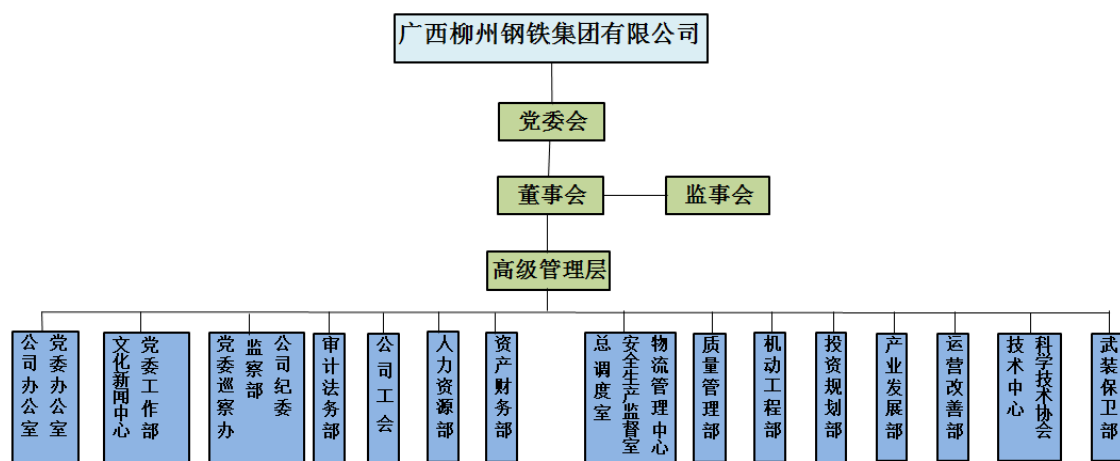 广西柳州钢铁集团有限公司
党委会
董事会
监事会
高级管理层
党委办公室
公司办公室
党委工作部
文化新闻中心
公司纪委
监察部
党委巡察办
审计法务部
公司工会
人力资源部
资产财务部
物流管理中心
安全生产监督室
总调度室
质量管理部
机动工程部
投资规划部
产业发展部
运营改善部
科学技术协会
技术中心
武装保卫部